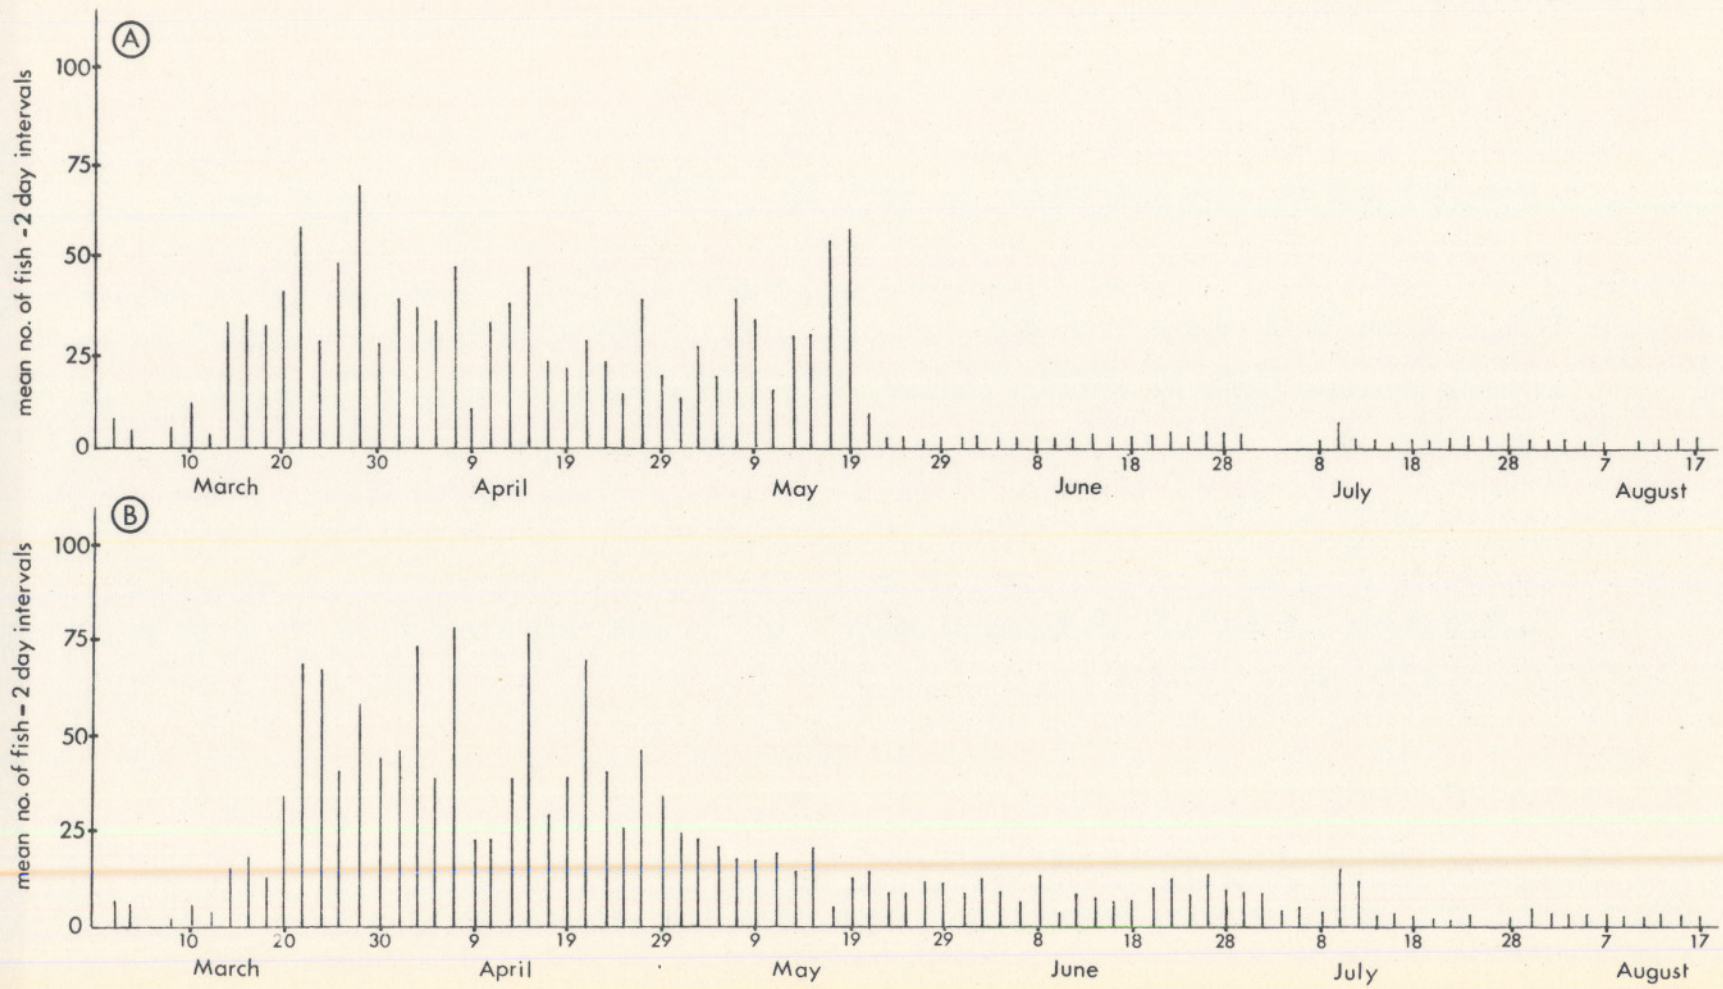 A
mean no. of fish -2 day intervals
100
75
50
25
0
10 20 30 9 19 29 9 19 29 8 18 28 8 18 28 7 17
March April May June July August
B
mean no. of fish - 2 day intervals
100
75
50
25
0
10 20 30 9 19 29 9 19 29 8 18 28 8 18 28 7 17
March April May June July August